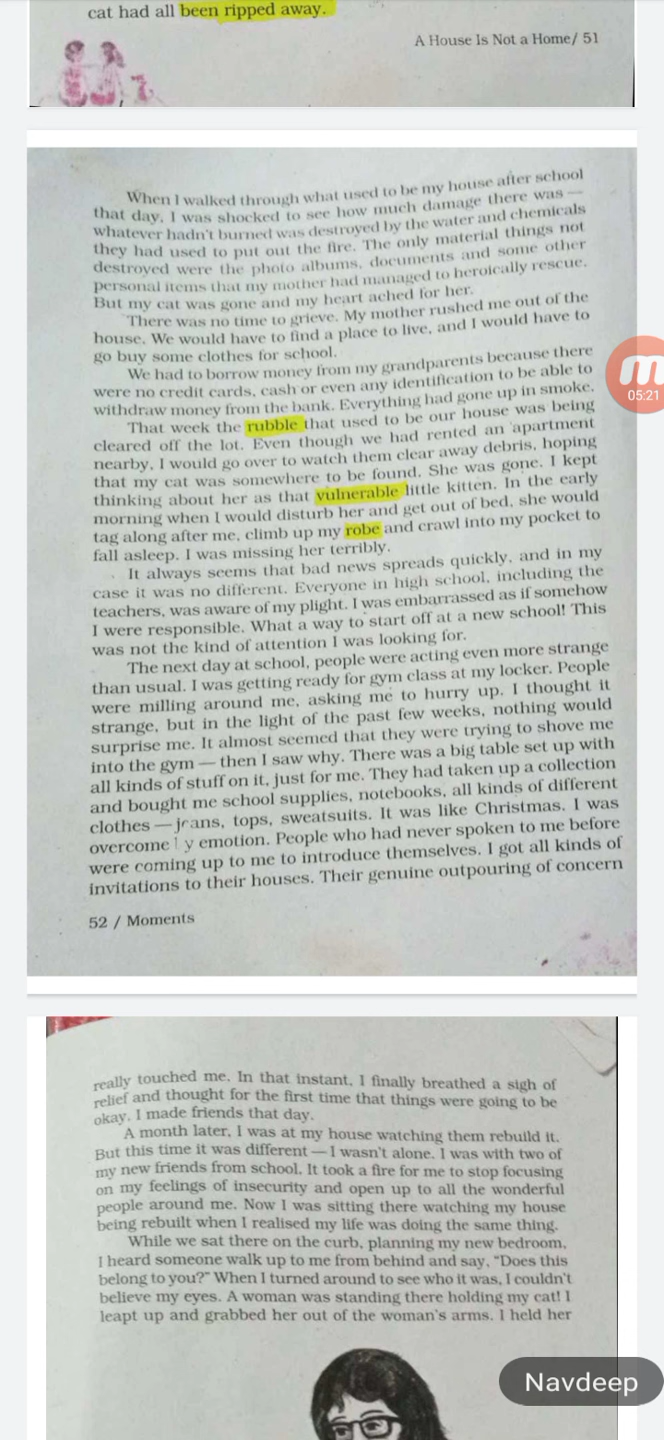 cat had all been ripped away.
A House Is Not a Home/ 51
When I walked through what used to be my house after school
that day, I was shocked to see how much damage there was —
whatever hadn't burned was destroyed by the water and chemicals
they had used to put out the fire. The only material things not
destroyed were the photo albums, documents and some other
personal items that my mother had managed to heroically rescue.
But my cat was gone and my heart ached for her.
There was no time to grieve. My mother rushed me out of the
house. We would have to find a place to live, and I would have to
go buy some clothes for school.
We had to borrow money from my grandparents because there
were no credit cards, cash or even any identification to be able to
withdraw money from the bank. Everything had gone up in smoke.
That week the rubble that used to be our house was being
cleared off the lot. Even though we had rented an apartment
nearby, I would go over to watch them clear away debris, hoping
that my cat was somewhere to be found. She was gone. I kept
thinking about her as that vulnerable little kitten. In the early
morning when I would disturb her and get out of bed, she would
tag along after me, climb up my robe and crawl into my pocket to
fall asleep. I was missing her terribly.
It always seems that bad news spreads quickly, and in my
case it was no different. Everyone in high school, including the
teachers, was aware of my plight. I was embarrassed as if somehow
I were responsible. What a way to start off at a new school! This
was not the kind of attention I was looking for.
The next day at school, people were acting even more strange
than usual. I was getting ready for gym class at my locker. People
were milling around me, asking me to hurry up. I thought it
strange, but in the light of the past few weeks, nothing would
surprise me. It almost seemed that they were trying to shove me
into the gym — then I saw why. There was a big table set up with
all kinds of stuff on it, just for me. They had taken up a collection
and bought me school supplies, notebooks, all kinds of different
clothes — jeans, tops, sweatsuits. It was like Christmas. I was
overcome y emotion. People who had never spoken to me before
were coming up to me to introduce themselves. I got all kinds of
invitations to their houses. Their genuine outpouring of concern
52 / Moments
really touched me. In that instant, I finally breathed a sigh of
relief and thought for the first time that things were going to be
okay. I made friends that day.
A month later, I was at my house watching them rebuild it.
But this time it was different — I wasn't alone. I was with two of
my new friends from school. It took a fire for me to stop focusing
on my feelings of insecurity and open up to all the wonderful
people around me. Now I was sitting there watching my house
being rebuilt when I realised my life was doing the same thing.
While we sat there on the curb, planning my new bedroom,
I heard someone walk up to me from behind and say, "Does this
belong to you?" When I turned around to see who it was, I couldn't
believe my eyes. A woman was standing there holding my cat! I
leapt up and grabbed her out of the woman's arms. I held her
05:21
Navdeep